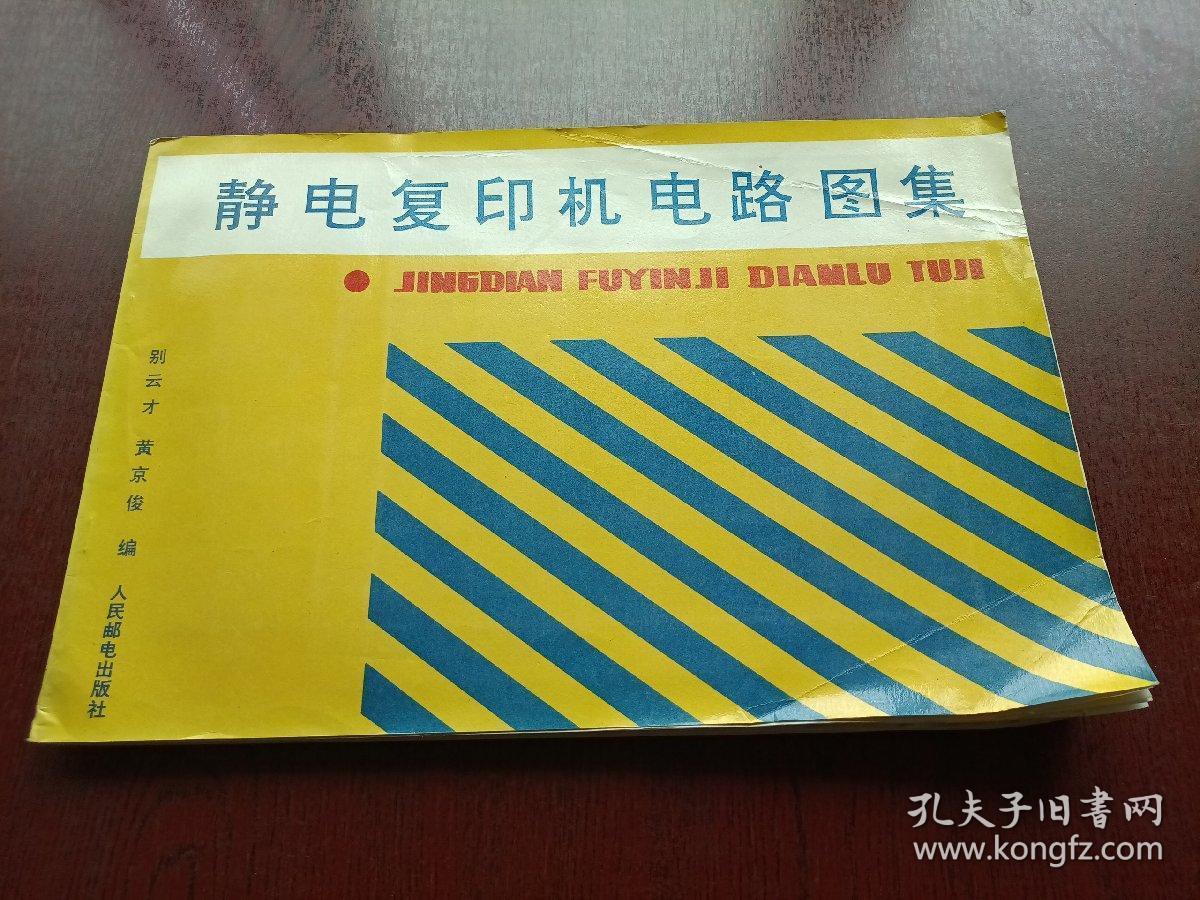 静电复印机电路图集
JINGDIAN FUYINJI DIANLU TUJI
别云才 黄京俊 编
人民邮电出版社
孔夫子旧书网
www.kongfz.com